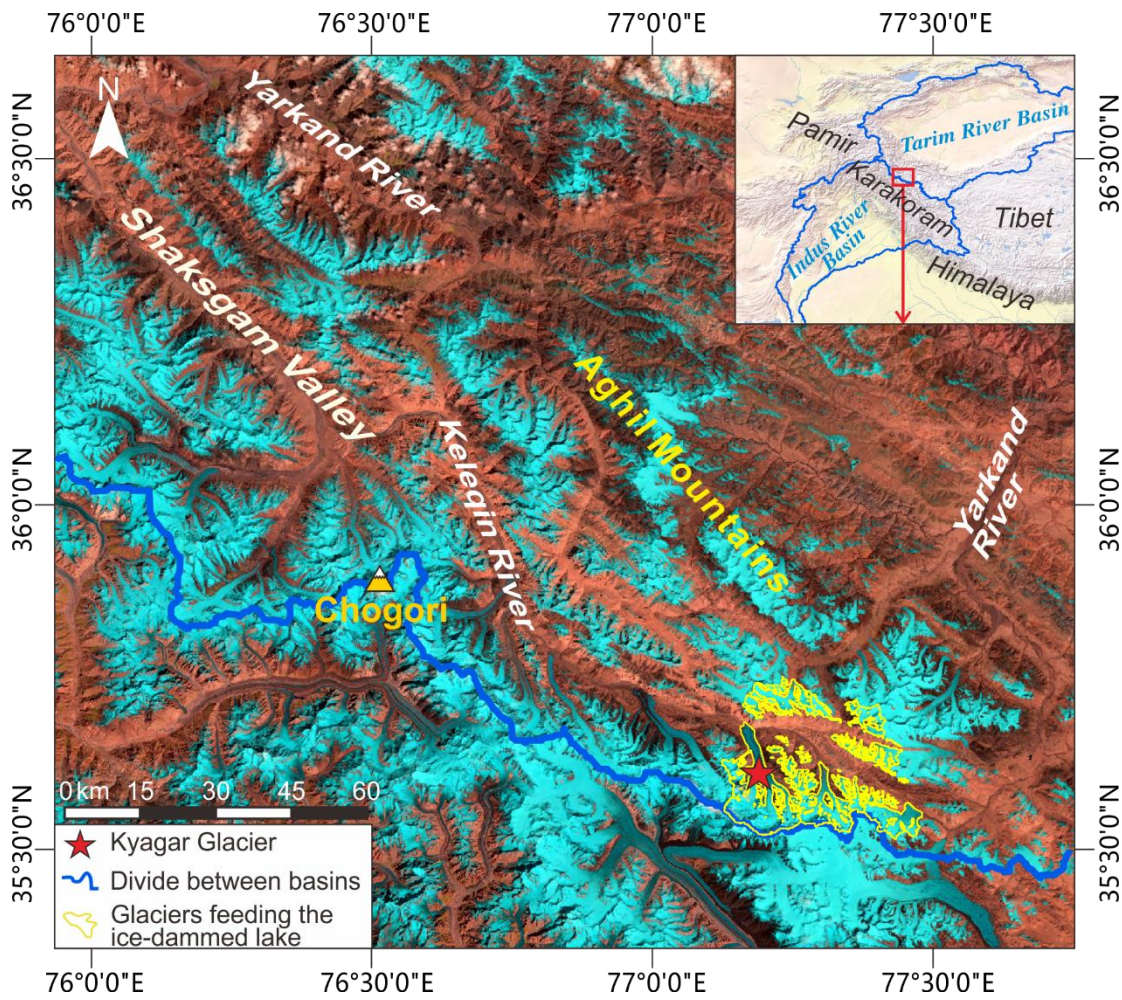 76°0'0"E
76°30'0"E
77°0'0"E
77°30'0"E
36°30'0"N
36°0'0"N
35°30'0"N
36°30'0"N
36°0'0"N
35°30'0"N
N
Yarkand River
Shaksgam Valley
Keleqin River
Aghil Mountains
Yarkand
River
Chogori
Pamir
Tarim River Basin
Karakoram
Tibet
Indus River
Basin
Himalaya
0 km 15 30 45 60
Kyagar Glacier
Divide between basins
Glaciers feeding the
ice-dammed lake
76°0'0"E
76°30'0"E
77°0'0"E
77°30'0"E